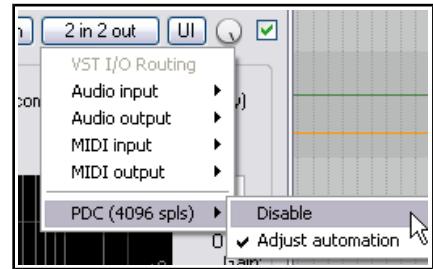 2 in 2 out UI
VST I/O Routing
Audio input
Audio output
MIDI input
MIDI output
PDC (4096 spls)
Disable
Adjust automation
Gain: